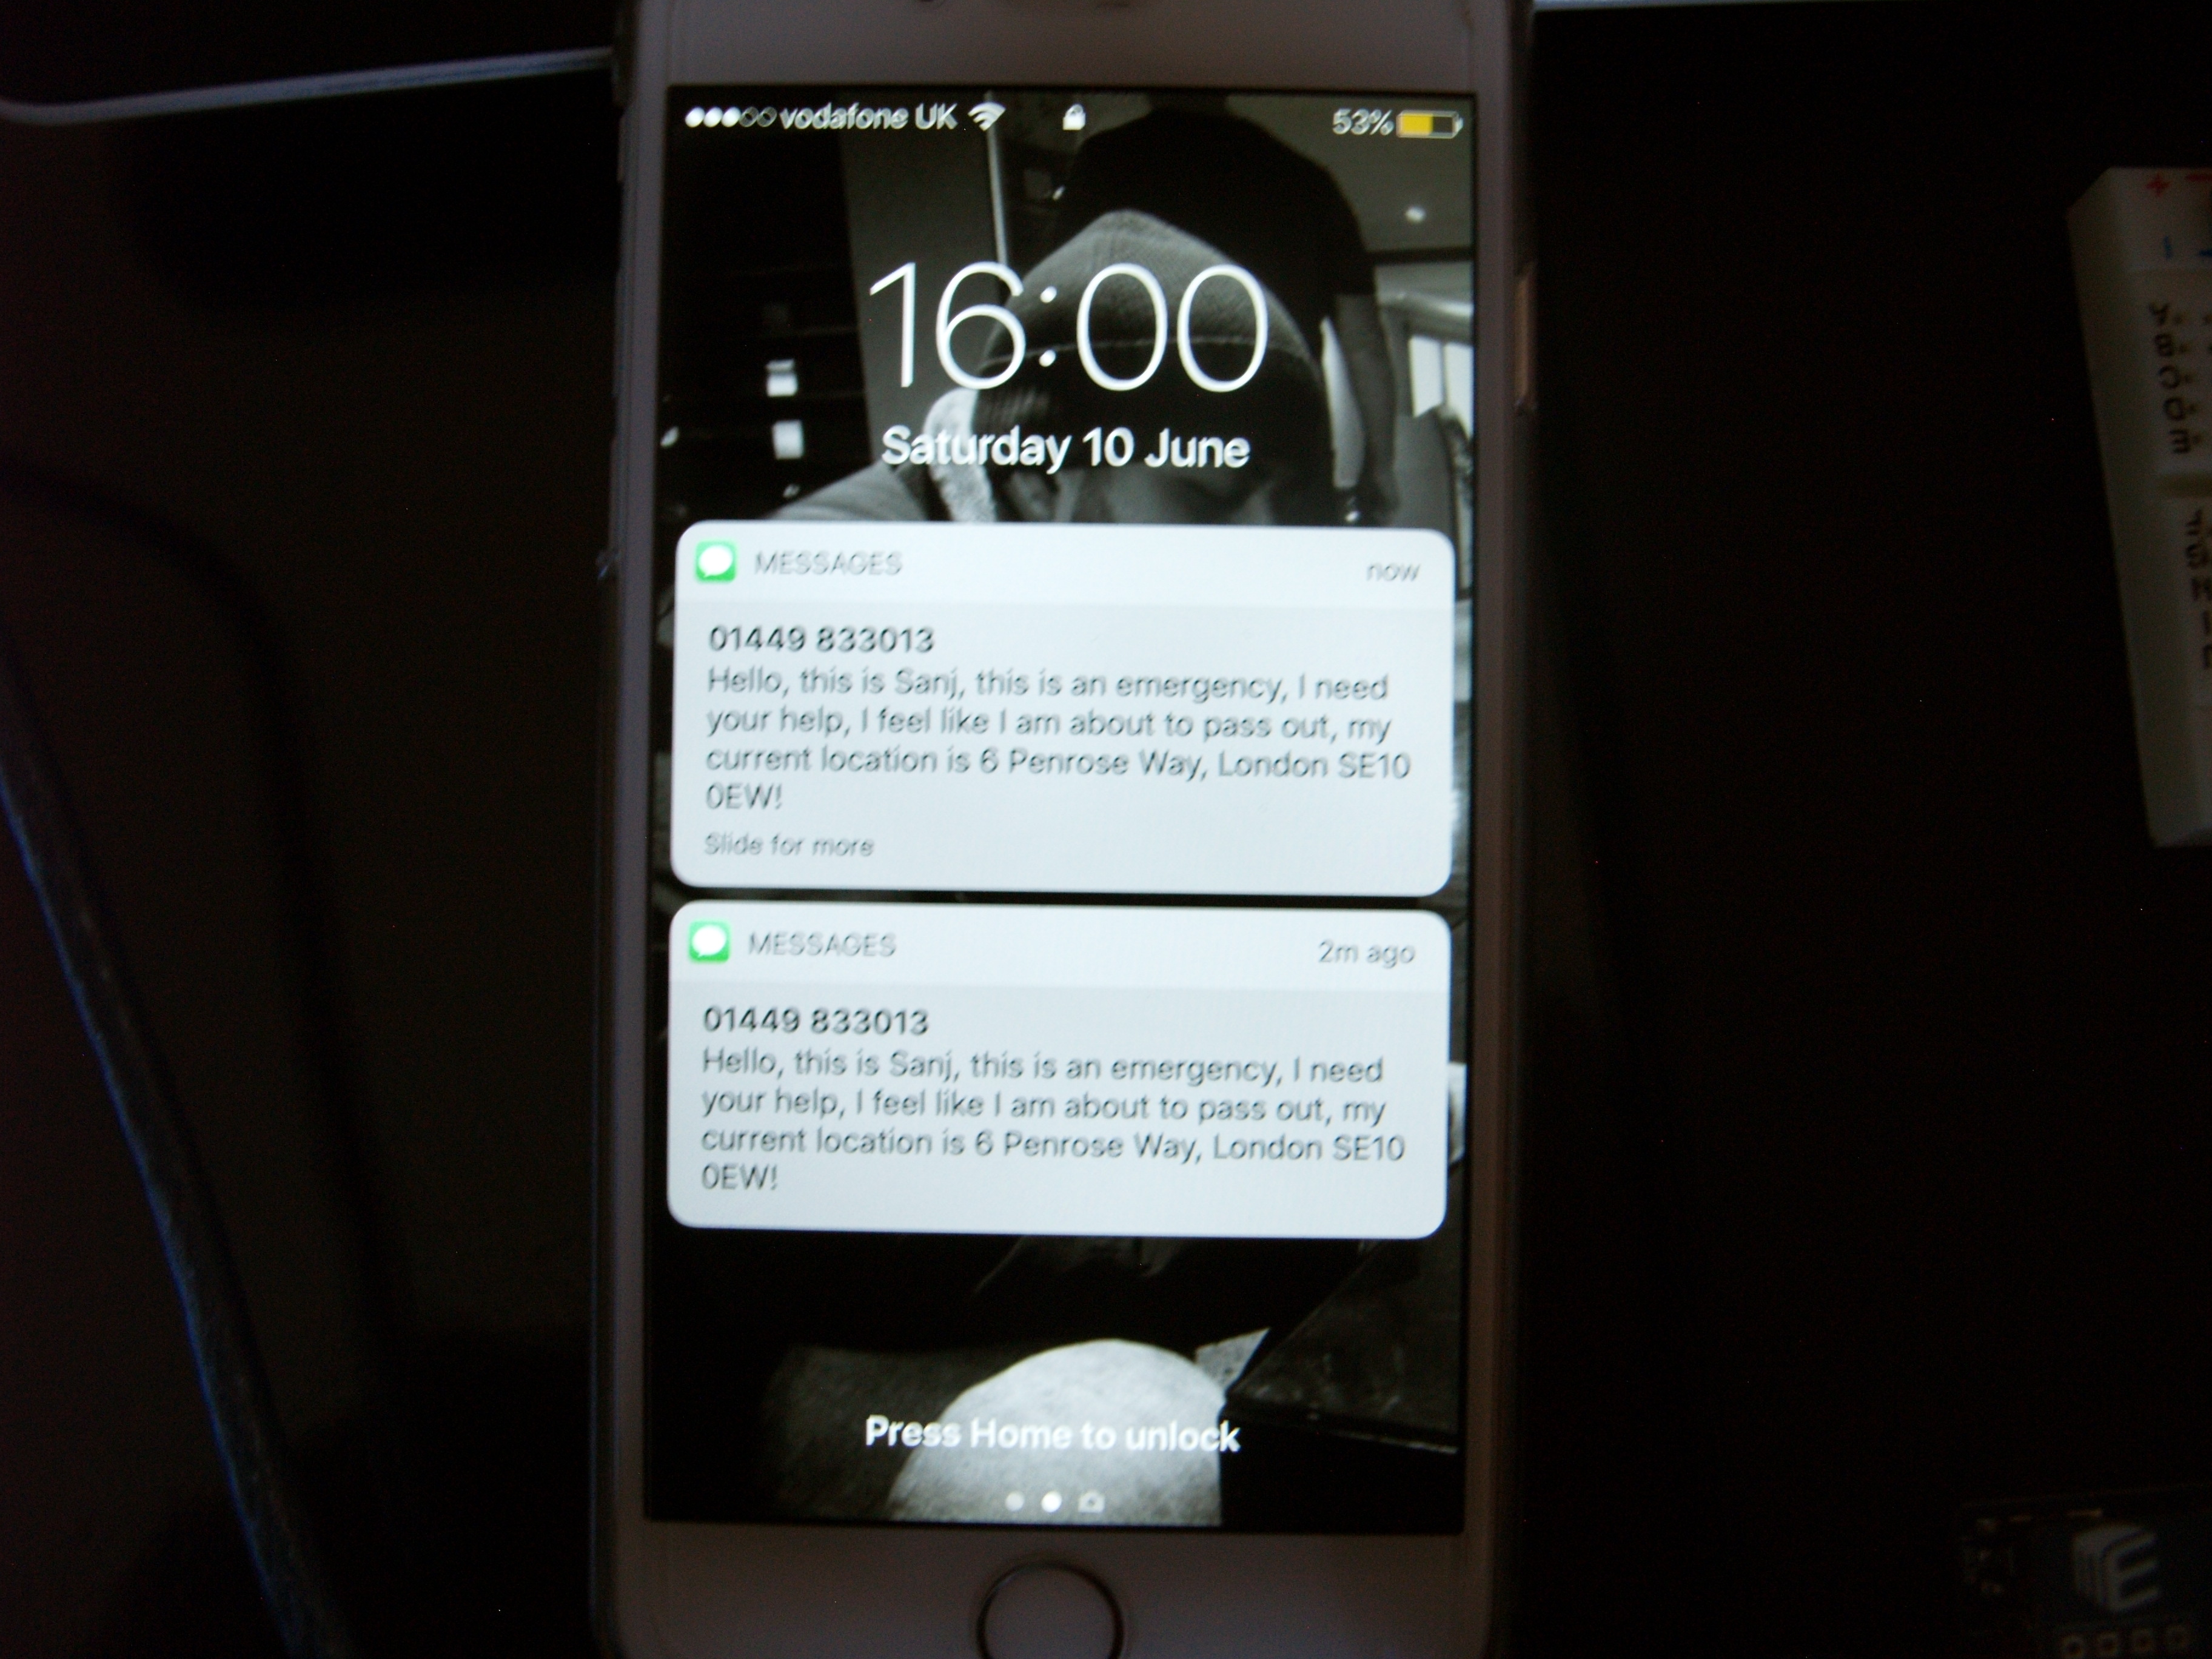 vodafone UK 53%
16:00
Saturday 10 June
MESSAGES now
01449 833013
Hello, this is Sanj, this is an emergency, I need
your help, I feel like I am about to pass out, my
current location is 6 Penrose Way, London SE10
0EW!
Slide for more
MESSAGES 2m ago
01449 833013
Hello, this is Sanj, this is an emergency, I need
your help, I feel like I am about to pass out, my
current location is 6 Penrose Way, London SE10
0EW!
Press Home to unlock